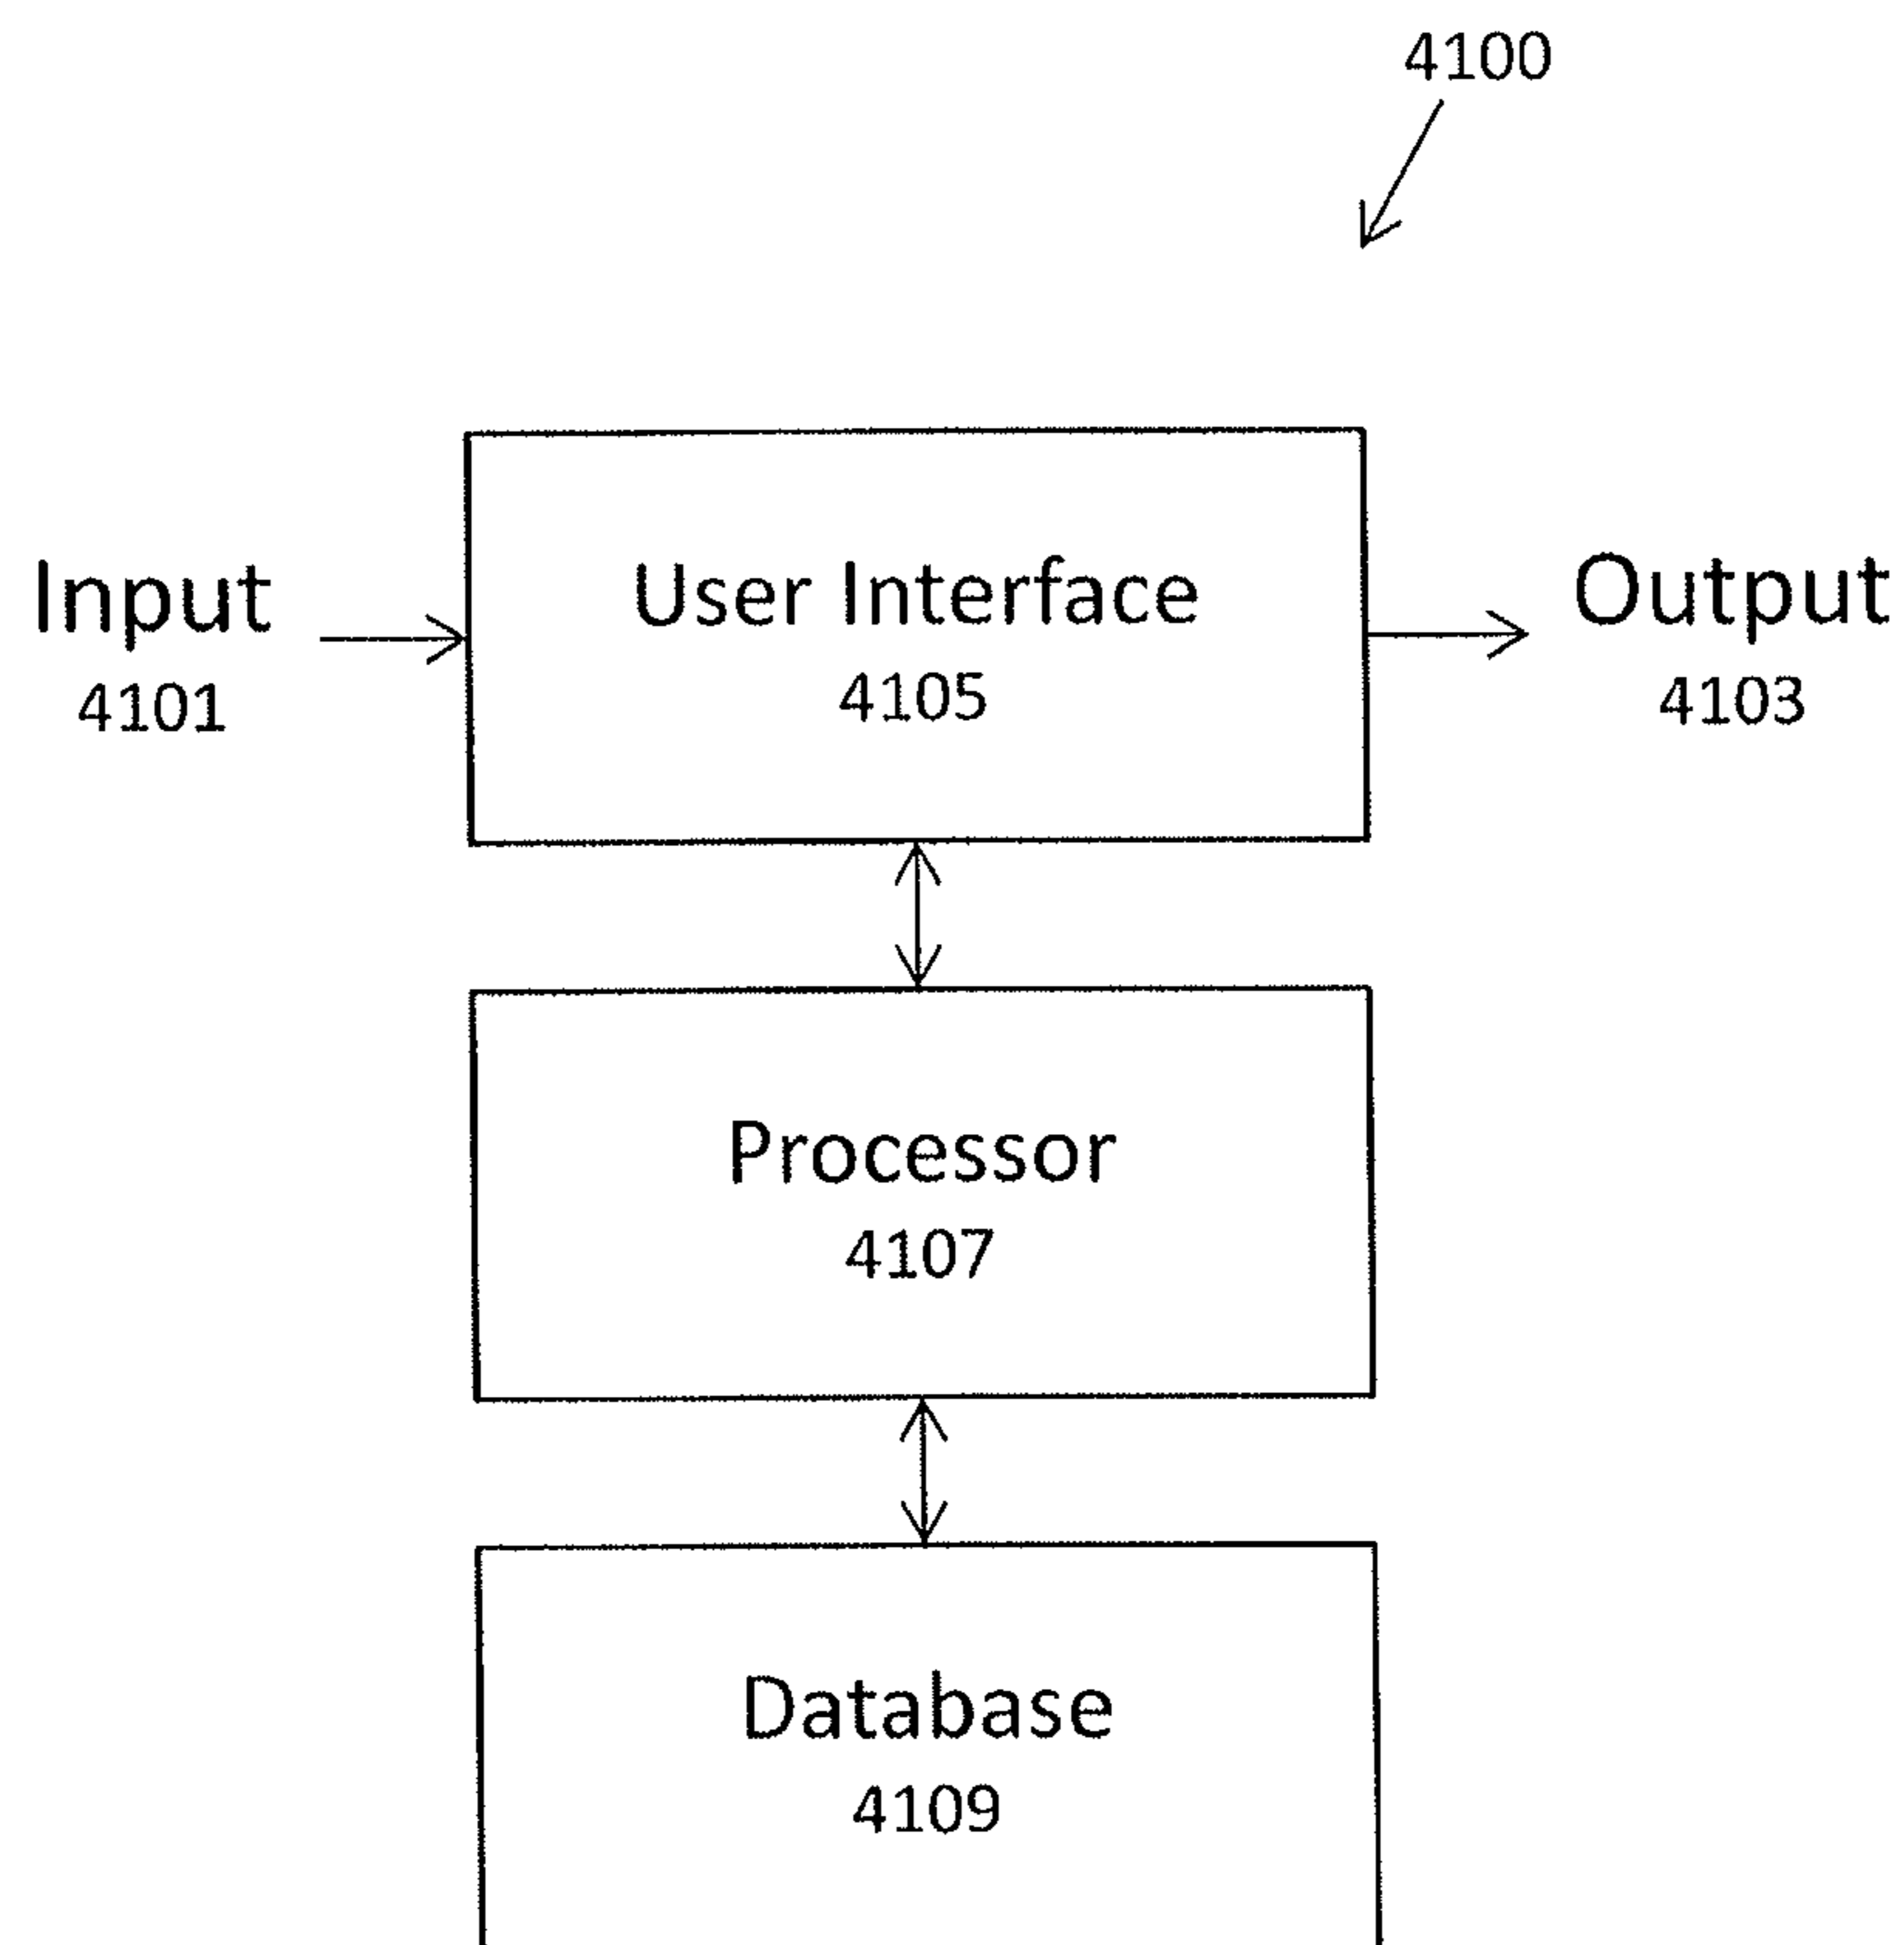 4100
Input
4101
User Interface
4105
Output
4103
Processor
4107
Database
4109